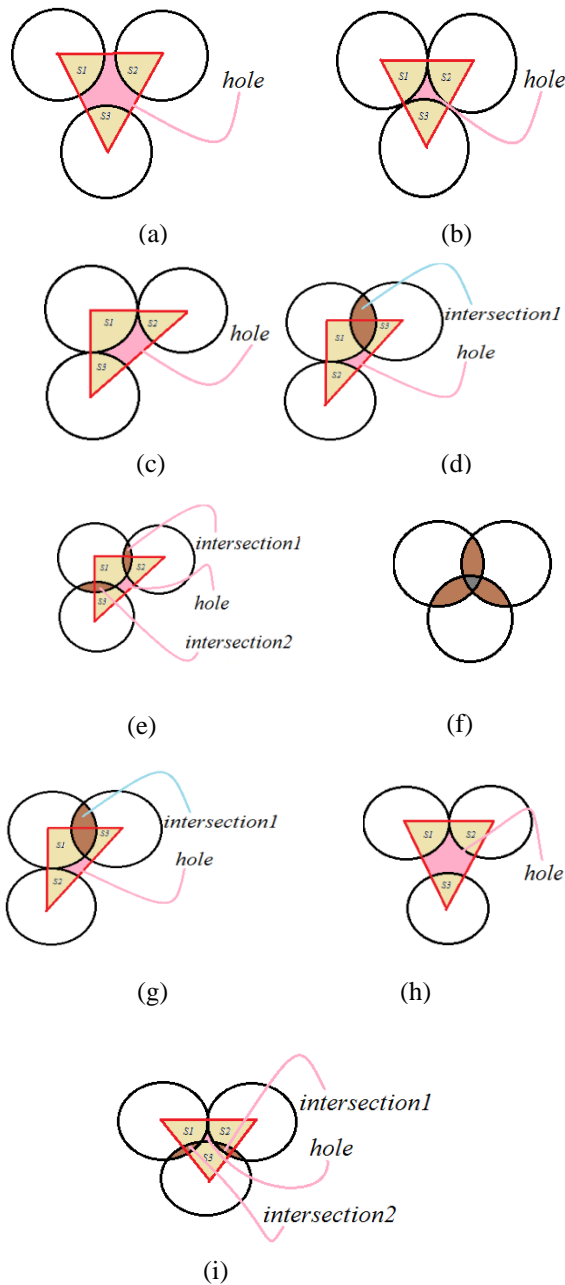 S1 S2 hole
S3
(a)
S1 S2 hole
S3
(b)
S1 S2 hole
S3
(c)
S1 S3 intersection1
hole
S2
(d)
intersection1
S1 S2
hole
S3
intersection2
(e)
(f)
S1 S3 intersection1
hole
S2
(g)
S1 S2
hole
S3
(h)
intersection1
S1 S2
hole
S3
intersection2
(i)